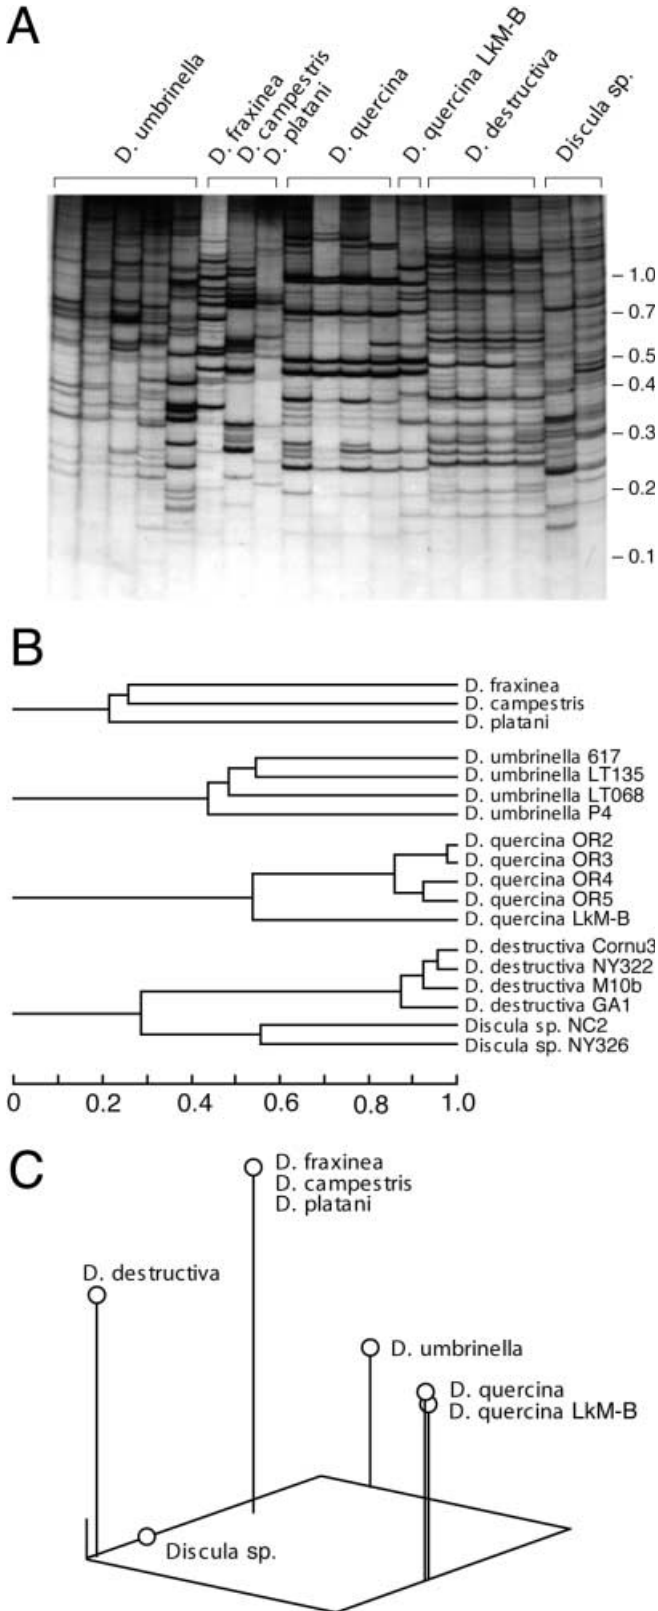 A
D. umbrinella
D. fraxinea
D. campestris
D. platani
D. quercina
D. quercina LkM-B
D. destructiva
Discula sp.
– 1.0
– 0.7
– 0.5
– 0.4
– 0.3
– 0.2
– 0.1
B
D. fraxinea
D. campestris
D. platani
D. umbrinella 617
D. umbrinella LT135
D. umbrinella LT068
D. umbrinella P4
D. quercina OR2
D. quercina OR3
D. quercina OR4
D. quercina OR5
D. quercina LkM-B
D. destructiva Cornu3
D. destructiva NY322
D. destructiva M10b
D. destructiva GA1
Discula sp. NC2
Discula sp. NY326
0 0.2 0.4 0.6 0.8 1.0
C
D. fraxinea
D. campestris
D. platani
D. destructiva
D. umbrinella
D. quercina
D. quercina LkM-B
Discula sp.